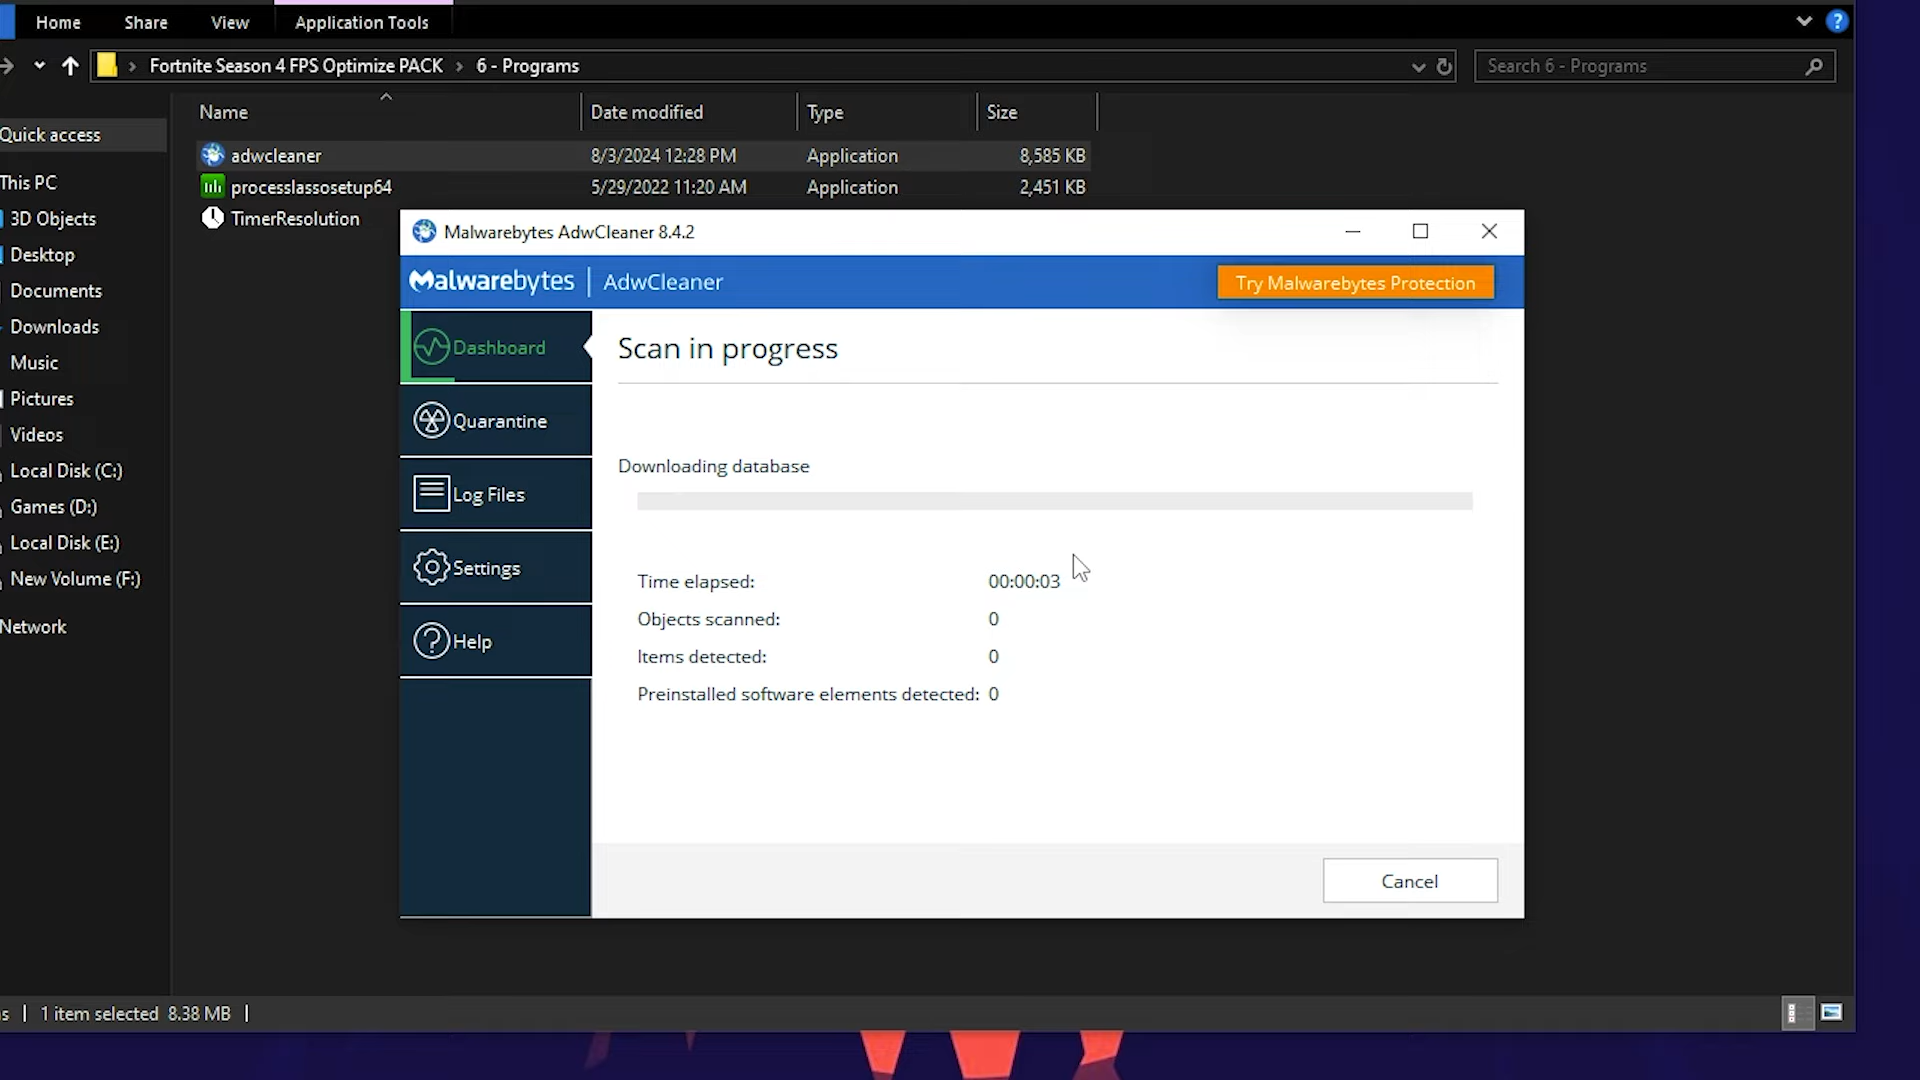 Home Share View Application Tools
?
Fortnite Season 4 FPS Optimize PACK > 6 - Programs
Search 6 - Programs
Name Date modified Type Size
Quick access
adwcleaner 8/3/2024 12:28 PM Application 8,585 KB
This PC
processlassosetup64 5/29/2022 11:20 AM Application 2,451 KB
3D Objects
TimerResolution
Desktop
Documents
Downloads
Music
Pictures
Videos
Local Disk (C:)
Games (D:)
Local Disk (E:)
New Volume (F:)
Network
Malwarebytes AdwCleaner 8.4.2
Malwarebytes | AdwCleaner
Try Malwarebytes Protection
Dashboard
Quarantine
Log Files
Settings
Help
Scan in progress
Downloading database
Time elapsed: 00:00:03
Objects scanned: 0
Items detected: 0
Preinstalled software elements detected: 0
Cancel
s | 1 item selected 8.38 MB |